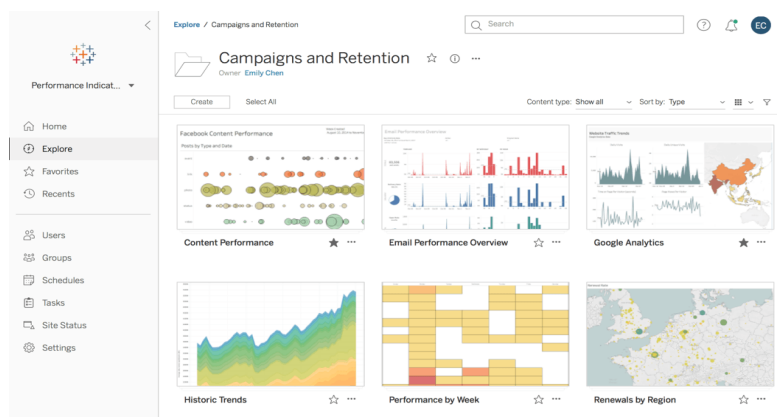 Explore / Campaigns and Retention
Search
?
EC
Campaigns and Retention
Owner Emily Chen
Performance Indicat...
Create
Select All
Content type: Show all
Sort by: Type
Home
Explore
Favorites
Recents
Users
Groups
Schedules
Tasks
Site Status
Settings
Facebook Content Performance
Posts by Type and Date
Content Performance
Email Performance Overview
Email Performance Overview
Website Traffic Trends
Google Analytics
Historic Trends
Performance by Week
Renewals by Region